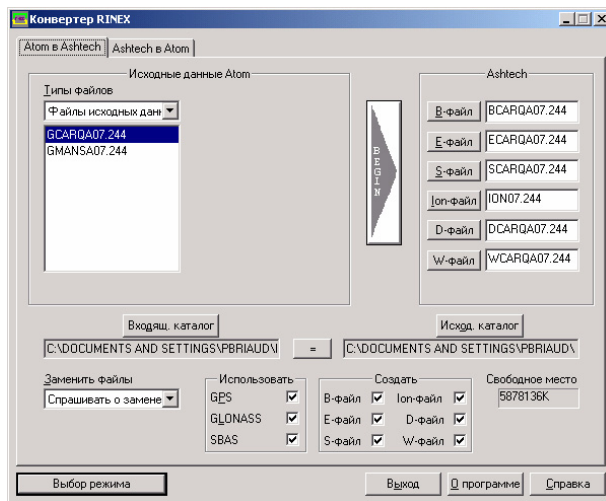 Конвертер RINEX
Atom в Ashtech
Ashtech в Atom
Исходные данные Atom
Типы файлов
Файлы исходных данн
GCARQA07.244
GMANSA07.244
BEGIN
Ashtech
B-файл BCARQA07.244
E-файл ECARQA07.244
S-файл SCARQA07.244
Ion-файл ION07.244
D-файл DCARQA07.244
W-файл WCARQA07.244
Входящ. каталог
Исход. каталог
C:\DOCUMENTS AND SETTINGS\PBRIAUD\I
=
C:\DOCUMENTS AND SETTINGS\PBRIAUD\
Заменить файлы
Спрашивать о замене
Использовать
GPS
GLONASS
SBAS
Создать
B-файл Ion-файл
E-файл D-файл
S-файл W-файл
Свободное место
5878136K
Выбор режима
Выход
О программе
Справка